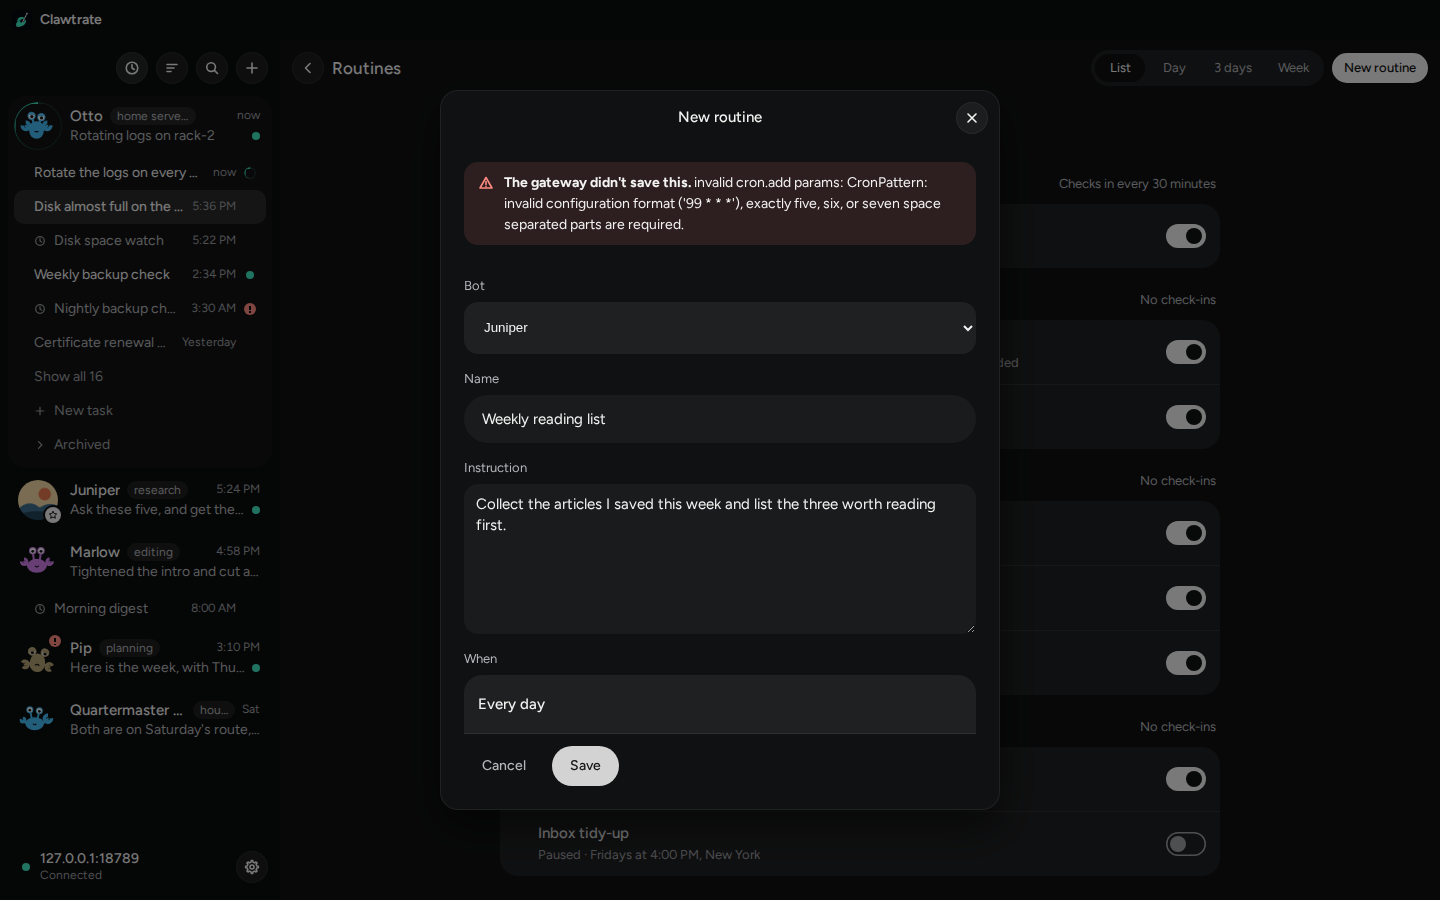 Clawtrate
Routines
List Day 3 days Week New routine
Otto home serve... now
Rotating logs on rack-2
Rotate the logs on every ... now
Disk almost full on the ... 5:36 PM
Disk space watch 5:22 PM
Weekly backup check 2:34 PM
Nightly backup ch... 3:30 AM
Certificate renewal ... Yesterday
Show all 16
New task
Archived
Juniper research 5:24 PM
Ask these five, and get the...
Marlow editing 4:58 PM
Tightened the intro and cut a...
Morning digest 8:00 AM
Pip planning 3:10 PM
Here is the week, with Thu...
Quartermaster ... hou... Sat
Both are on Saturday's route,...
127.0.0.1:18789
Connected
New routine
The gateway didn't save this. invalid cron.add params: CronPattern:
invalid configuration format ('99 * * *'), exactly five, six, or seven space
separated parts are required.
Bot
Juniper
Name
Weekly reading list
Instruction
Collect the articles I saved this week and list the three worth reading
first.
When
Every day
Cancel Save
Checks in every 30 minutes
No check-ins
No check-ins
No check-ins
Inbox tidy-up
Paused · Fridays at 4:00 PM, New York